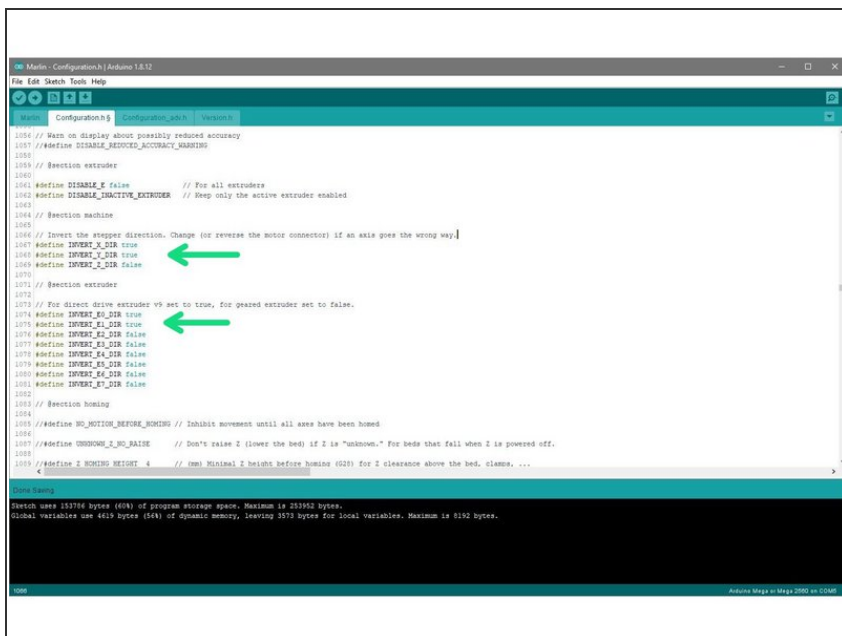 Marlin - Configuration.h | Arduino 1.8.12
File Edit Sketch Tools Help
Marlin Configuration.h § Configuration_adv.h Version.h
1056 // Warn on display about possibly reduced accuracy
1057 //#define DISABLE_REDUCED_ACCURACY_WARNING
1058
1059 // @section extruder
1060
1061 #define DISABLE_E false // For all extruders
1062 #define DISABLE_INACTIVE_EXTRUDER // Keep only the active extruder enabled
1063
1064 // @section machine
1065
1066 // Invert the stepper direction. Change (or reverse the motor connector) if an axis goes the wrong way.
1067 #define INVERT_X_DIR true
1068 #define INVERT_Y_DIR true
1069 #define INVERT_Z_DIR false
1070
1071 // @section extruder
1072
1073 // For direct drive extruder v9 set to true, for geared extruder set to false.
1074 #define INVERT_E0_DIR true
1075 #define INVERT_E1_DIR true
1076 #define INVERT_E2_DIR false
1077 #define INVERT_E3_DIR false
1078 #define INVERT_E4_DIR false
1079 #define INVERT_E5_DIR false
1080 #define INVERT_E6_DIR false
1081 #define INVERT_E7_DIR false
1082
1083 // @section homing
1084
1085 //#define NO_MOTION_BEFORE_HOMING // Inhibit movement until all axes have been homed
1086
1087 //#define UNKNOWN_Z_NO_RAISE // Don't raise Z (lower the bed) if Z is "unknown." For beds that fall when Z is powered off.
1088
1089 //#define Z_HOMING_HEIGHT 4 // (mm) Minimal Z height before homing (G28) for Z clearance above the bed, clamps, ...
Done Saving
Sketch uses 153786 bytes (60%) of program storage space. Maximum is 253952 bytes.
Global variables use 4619 bytes (56%) of dynamic memory, leaving 3573 bytes for local variables. Maximum is 8192 bytes.
1066 Arduino Mega or Mega 2560 on COM6